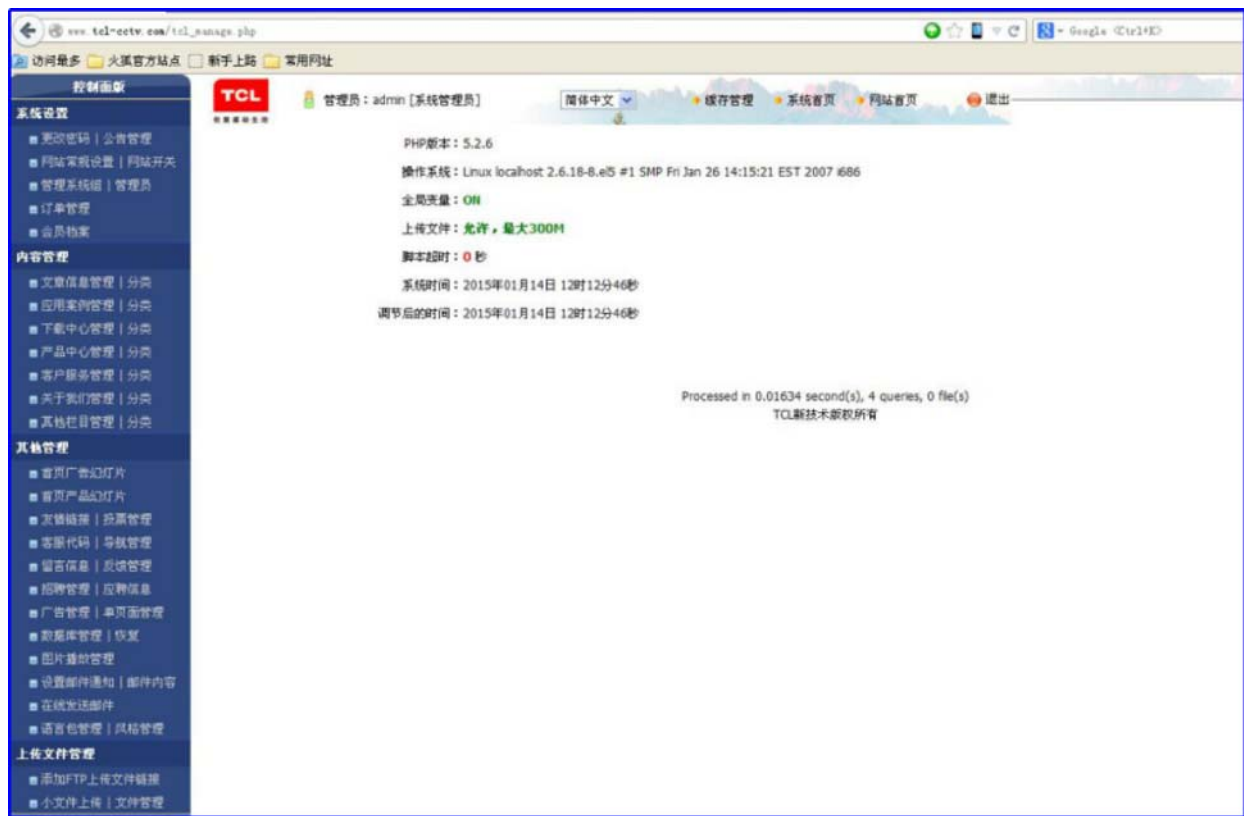 www.tcl-cctv.com/tcl_manage.php
Google <Ctrl+K>
访问最多 火狐官方站点 新手上路 常用网址
控制面板
TCL
管理员：admin [系统管理员] 简体中文 缓存管理 系统首页 网站首页 退出
系统设置
更改密码 | 公告管理
网站常规设置 | 网站开关
管理系统组 | 管理员
订单管理
会员档案
PHP版本：5.2.6
操作系统：Linux localhost 2.6.18-8.el5 #1 SMP Fri Jan 26 14:15:21 EST 2007 i686
全局变量：ON
上传文件：允许，最大300M
脚本超时：0 秒
系统时间：2015年01月14日 12时12分46秒
调节后的时间：2015年01月14日 12时12分46秒
内容管理
文章信息管理 | 分类
应用案例管理 | 分类
下载中心管理 | 分类
产品中心管理 | 分类
客户服务管理 | 分类
关于我们管理 | 分类
其他栏目管理 | 分类
Processed in 0.01634 second(s), 4 queries, 0 file(s)
TCL新技术版权所有
其他管理
首页广告幻灯片
首页产品幻灯片
友情链接 | 投票管理
客服代码 | 导航管理
留言信息 | 反馈管理
招聘管理 | 应聘信息
广告管理 | 单页面管理
数据库管理 | 恢复
图片播放管理
设置邮件通知 | 邮件内容
在线发送邮件
语言包管理 | 风格管理
上传文件管理
添加FTP上传文件链接
小文件上传 | 文件管理